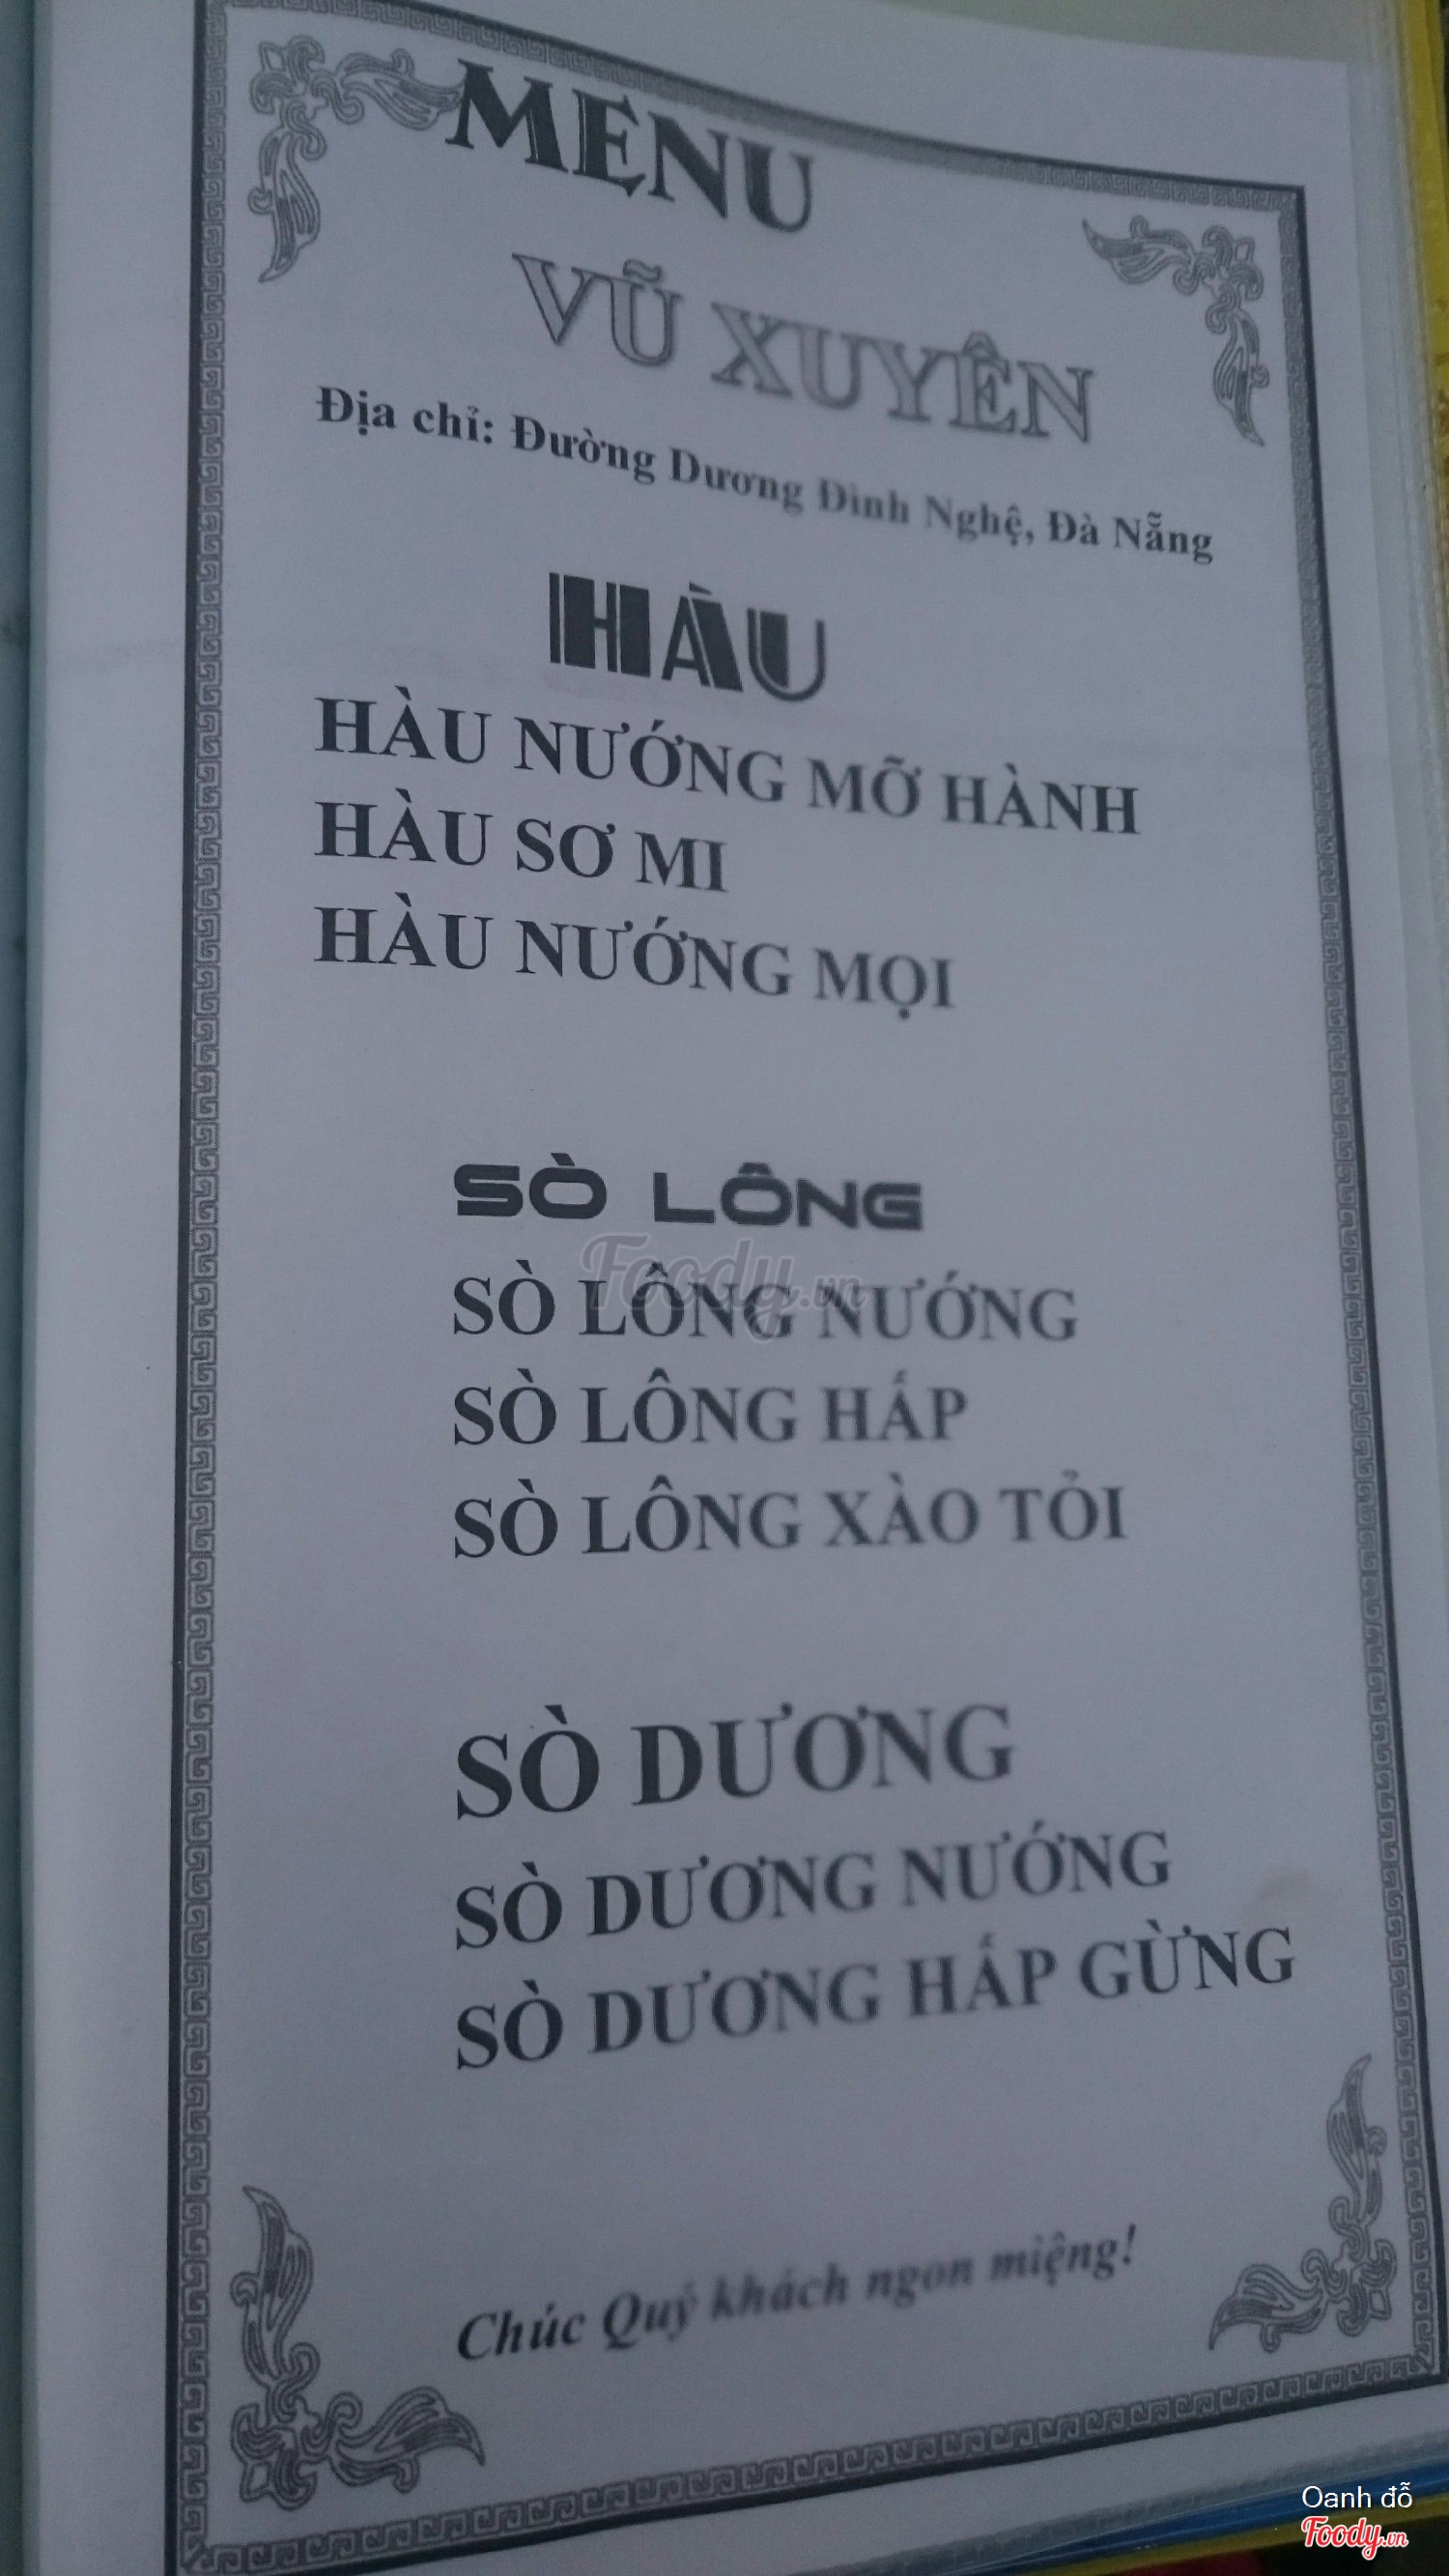 MENU
VŨ XUYÊN
Địa chỉ: Đường Dương Đình Nghệ, Đà Nẵng
HÀU
HÀU NƯỚNG MỠ HÀNH
HÀU SƠ MI
HÀU NƯỚNG MỌI
SÒ LÔNG
Foody.vn
SÒ LÔNG NƯỚNG
SÒ LÔNG HẤP
SÒ LÔNG XÀO TỎI
SÒ DƯƠNG
SÒ DƯƠNG NƯỚNG
SÒ DƯƠNG HẤP GỪNG
Chúc Quý khách ngon miệng!
Oanh đỗ
Foody.vn